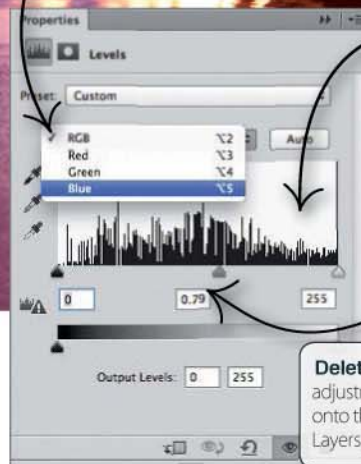 Properties
Levels
Preset: Custom
Auto
✓ RGB ⌥2
Red ⌥3
Green ⌥4
Blue ⌥5
0 0.79 255
Output Levels: 0 255
Delet
adjustr
onto th
Layers